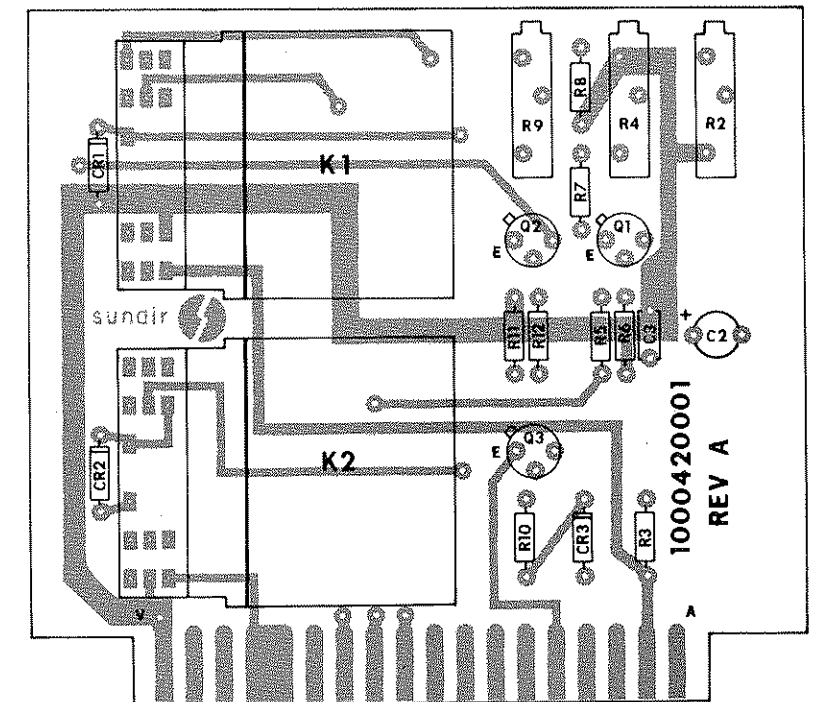 R8
R9
R4
R2
K1
CR1
R7
Q2
Q1
E
E
sundair
R11
R12
R5
R6
C3
+
C2
Q3
E
K2
CR2
R10
CR3
R3
1000420001
REV A
V
A